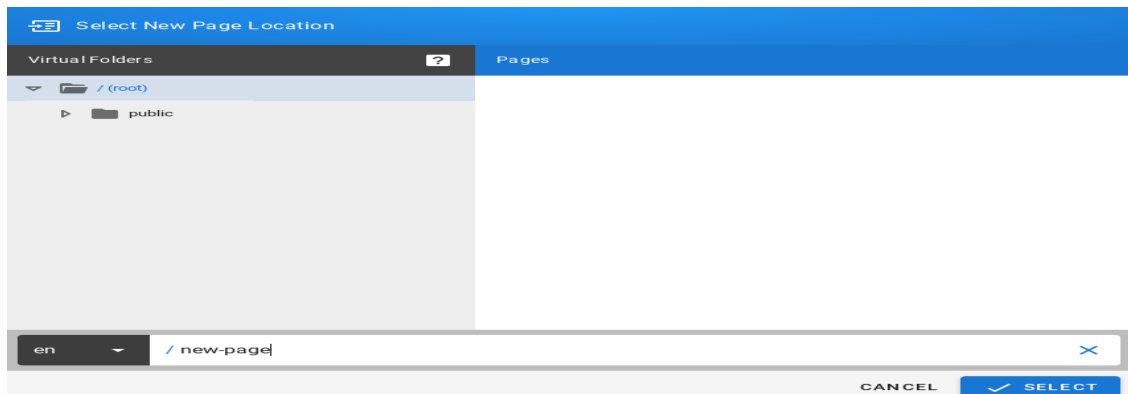 Select New Page Location
Virtual Folders ? Pages
/ (root)
public
en / new-page
CANCEL SELECT